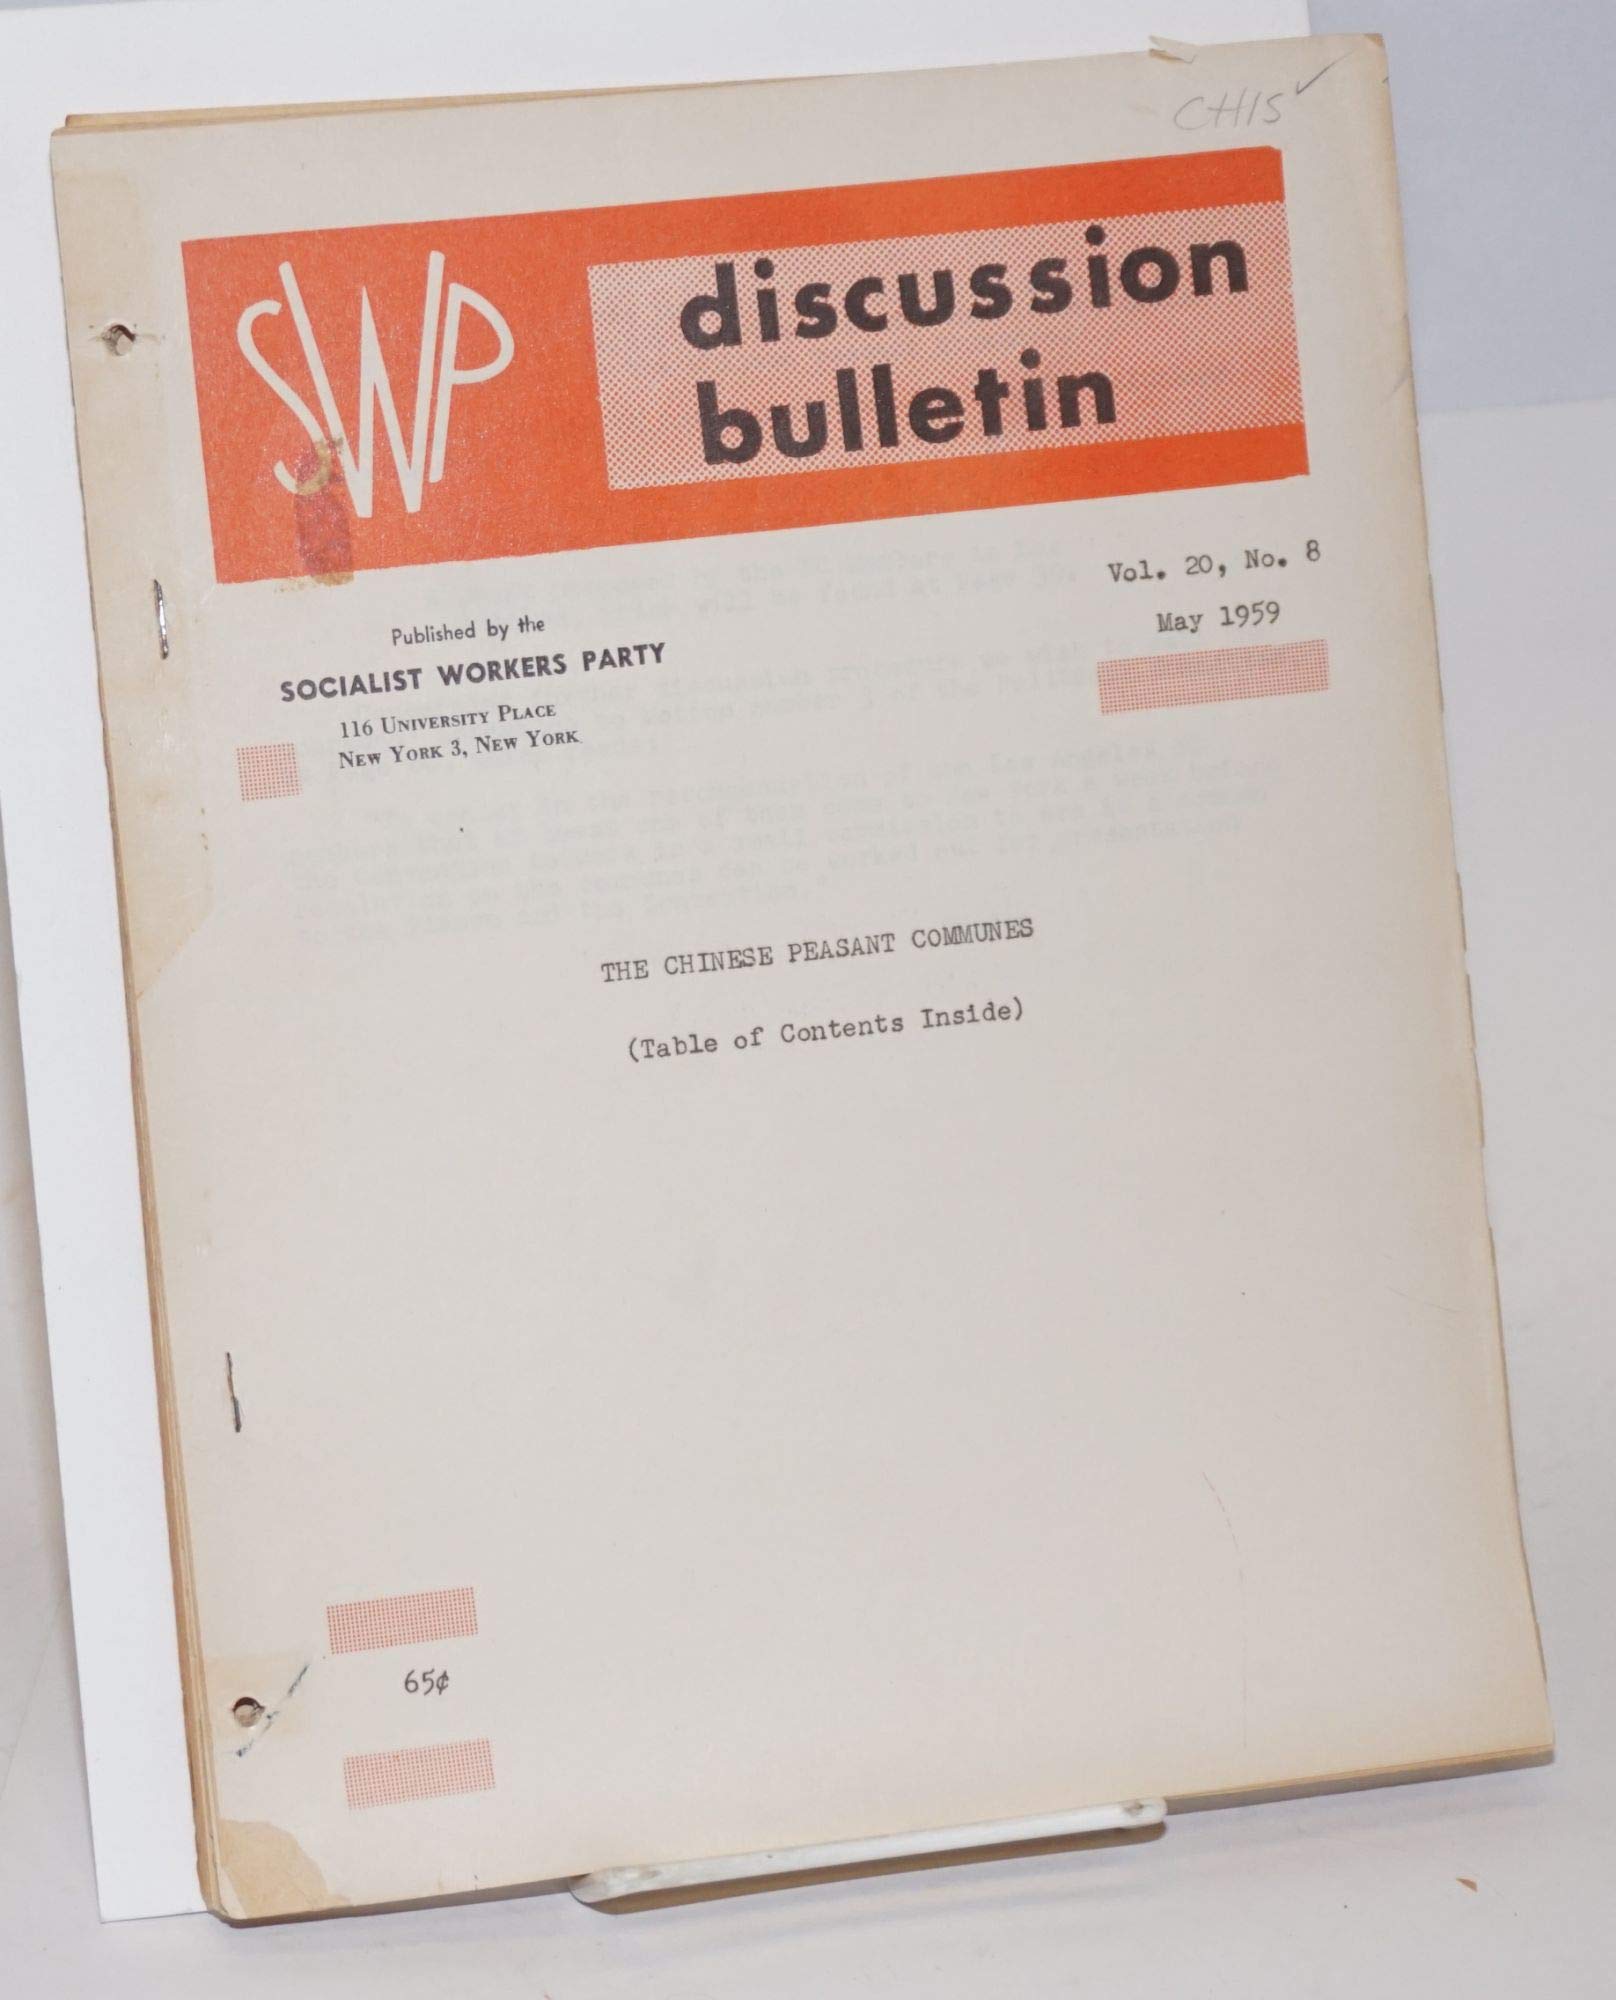 CHIS
SWP
discussion
bulletin
Vol. 20, No. 8
May 1959
Published by the
SOCIALIST WORKERS PARTY
116 UNIVERSITY PLACE
NEW YORK 3, NEW YORK
THE CHINESE PEASANT COMMUNES
(Table of Contents Inside)
65¢